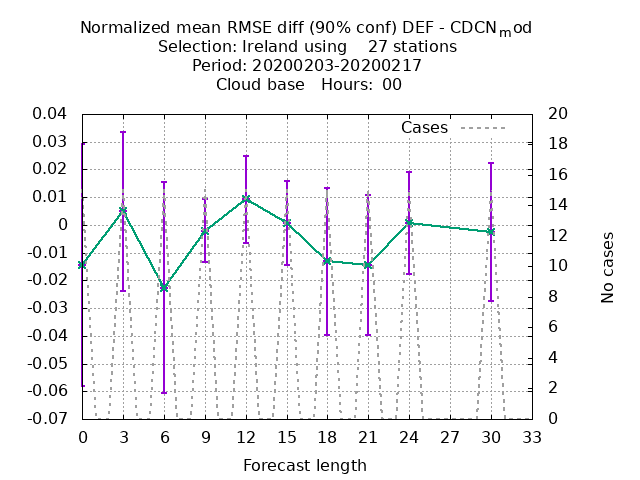 Normalized mean RMSE diff (90% conf) DEF - CDCNmod
Selection: Ireland using 27 stations
Period: 20200203-20200217
Cloud base Hours: 00
Cases
0.04
0.03
0.02
0.01
0
-0.01
-0.02
-0.03
-0.04
-0.05
-0.06
-0.07
20
18
16
14
12
10
8
6
4
2
0
No cases
0 3 6 9 12 15 18 21 24 27 30 33
Forecast length